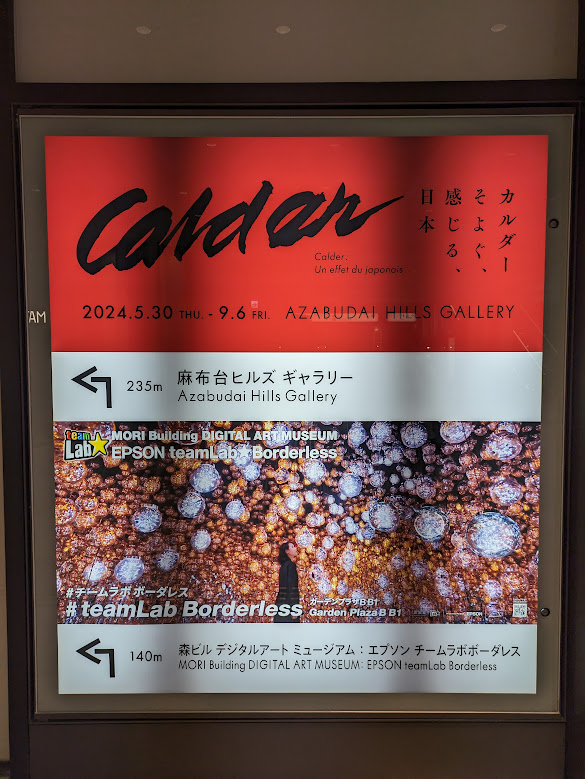 Calder
カルダー
そよぐ、
感じる、
日本
Calder:
Un effet du japonais
2024.5.30 THU. - 9.6 FRI. AZABUDAI HILLS GALLERY
235m 麻布台ヒルズ ギャラリー
Azabudai Hills Gallery
team
Lab★
MORI Building DIGITAL ART MUSEUM
EPSON teamLab★Borderless
#チームラボボーダレス
#teamLab Borderless
ガーデンプラザB B1
Garden Plaza B B1
EPSON
140m 森ビル デジタルアート ミュージアム：エプソン チームラボボーダレス
MORI Building DIGITAL ART MUSEUM: EPSON teamLab Borderless